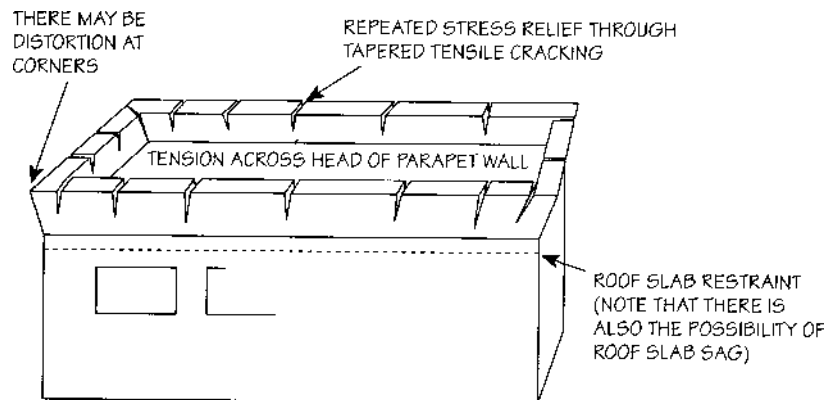 THERE MAY BE
DISTORTION AT
CORNERS
REPEATED STRESS RELIEF THROUGH
TAPERED TENSILE CRACKING
TENSION ACROSS HEAD OF PARAPET WALL
ROOF SLAB RESTRAINT
(NOTE THAT THERE IS
ALSO THE POSSIBILITY OF
ROOF SLAB SAG)